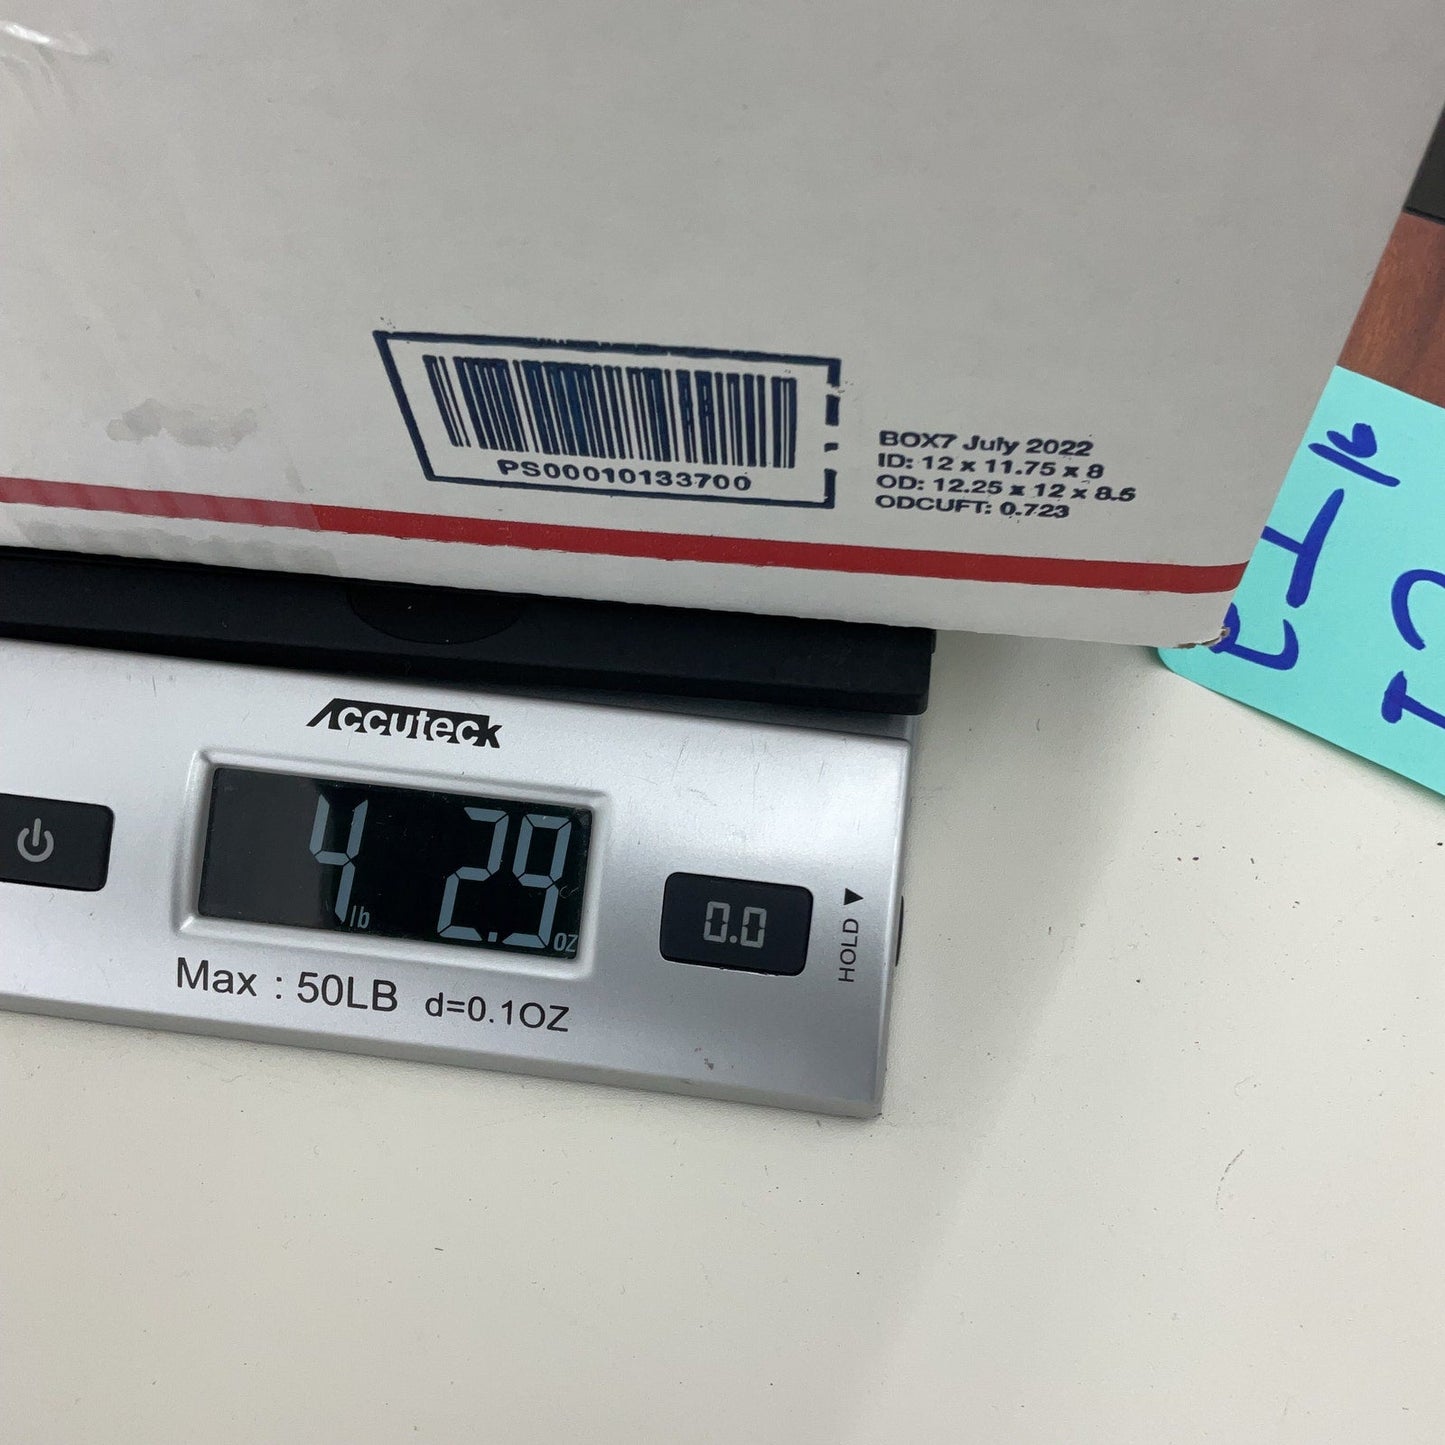 PS00010133700
BOX7 July 2022
ID: 12 x 11.75 x 8
OD: 12.25 x 12 x 8.5
ODCUFT: 0.723
Accuteck
4 lb 2.9 oz
0.0
HOLD
Max : 50LB d=0.1OZ